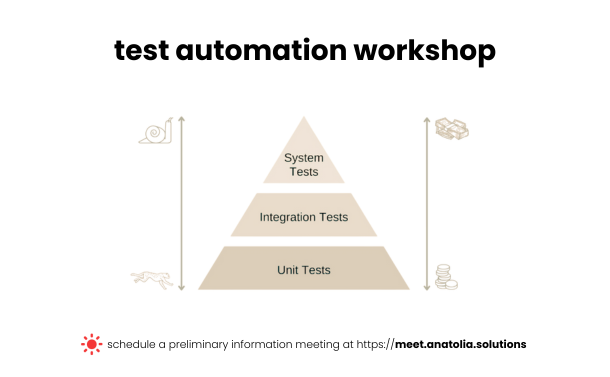 test automation workshop
System
Tests
Integration Tests
Unit Tests
schedule a preliminary information meeting at https://meet.anatolia.solutions